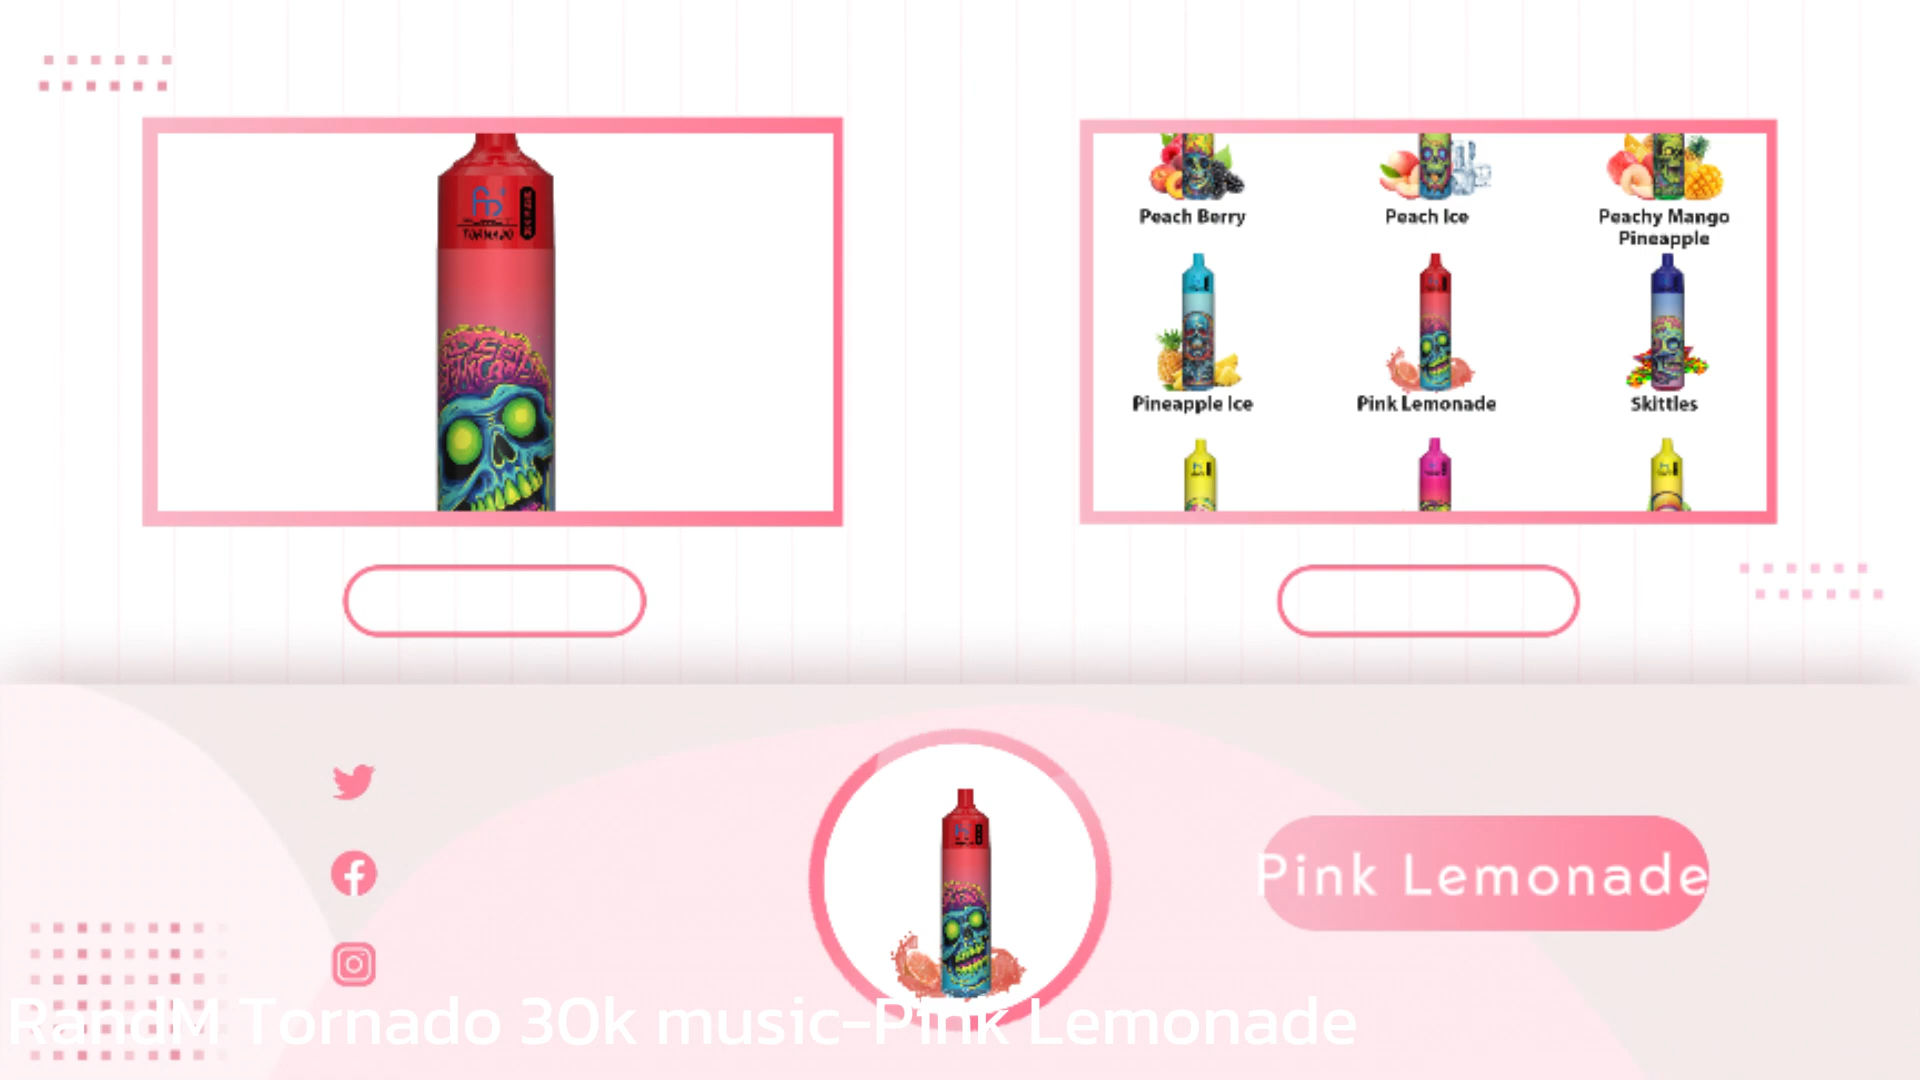 TORNADO
Peach Berry
Peach Ice
Peachy Mango
Pineapple
Pineapple Ice
Pink Lemonade
Skittles
Pink Lemonade
RandM Tornado 30k music-Pink Lemonade